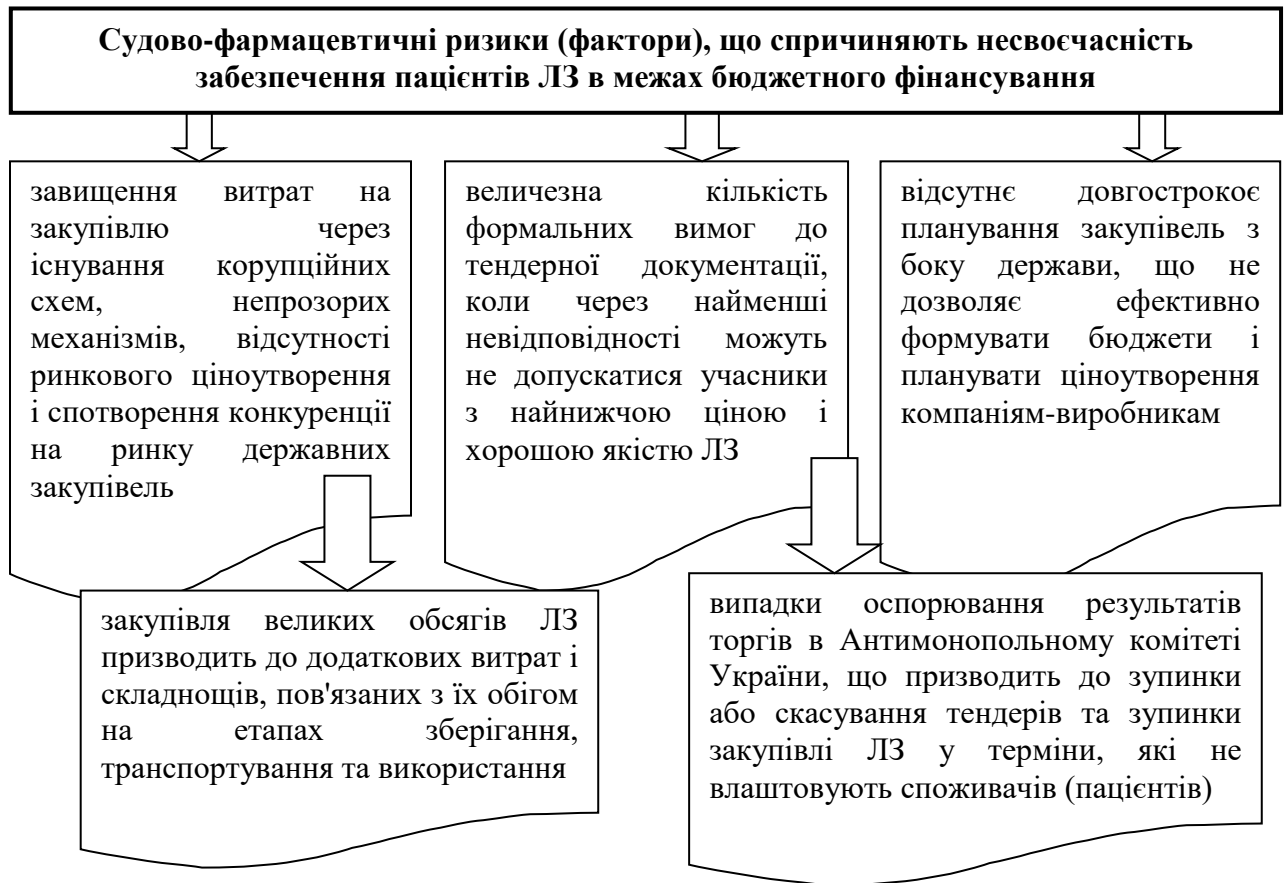 Судово-фармацевтичні ризики (фактори), що спричиняють несвоєчасність
забезпечення пацієнтів ЛЗ в межах бюджетного фінансування
завищення витрат на
закупівлю через
існування корупційних
схем, непрозорих
механізмів, відсутності
ринкового ціноутворення
і спотворення конкуренції
на ринку державних
закупівель
величезна кількість
формальних вимог до
тендерної документації,
коли через найменші
невідповідності можуть
не допускатися учасники
з найнижчою ціною і
хорошою якістю ЛЗ
відсутнє довгострокоє
планування закупівель з
боку держави, що не
дозволяє ефективно
формувати бюджети і
планувати ціноутворення
компаніям-виробникам
закупівля великих обсягів ЛЗ
призводить до додаткових витрат і
складнощів, пов'язаних з їх обігом
на етапах зберігання,
транспортування та використання
випадки оспорювання результатів
торгів в Антимонопольному комітеті
України, що призводить до зупинки
або скасування тендерів та зупинки
закупівлі ЛЗ у терміни, які не
влаштовують споживачів (пацієнтів)